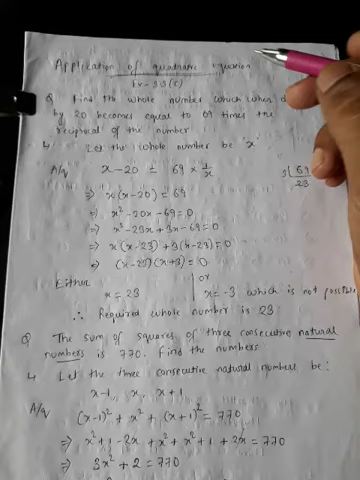 Application of quadratic Equation
Ex-33(c)
Q Find the whole number which when d
by 20 becomes equal to 69 times the
reciprocal of the number
↳ Let the whole number be 'x'
A/q x-20 = 69 × 1/x
3|69
23
⇒ x(x-20) = 69
⇒ x² -20x -69=0
⇒ x²-23x+3x-69=0
⇒ x(x-23)+3(x-23)=0
⇒ (x-23)(x+3)=0
Either | or
x=23 | x=-3 which is not possible
∴ Required whole number is 23
Q The sum of squares of three consecutive natural
numbers is 770. Find the numbers
↳ Let the three consecutive natural numbers be:
x-1, x, x+1
A/q (x-1)² + x² + (x+1)² = 770
⇒ x²+1-2x +x² +x²+1+2x=770
⇒ 3x²+2=770